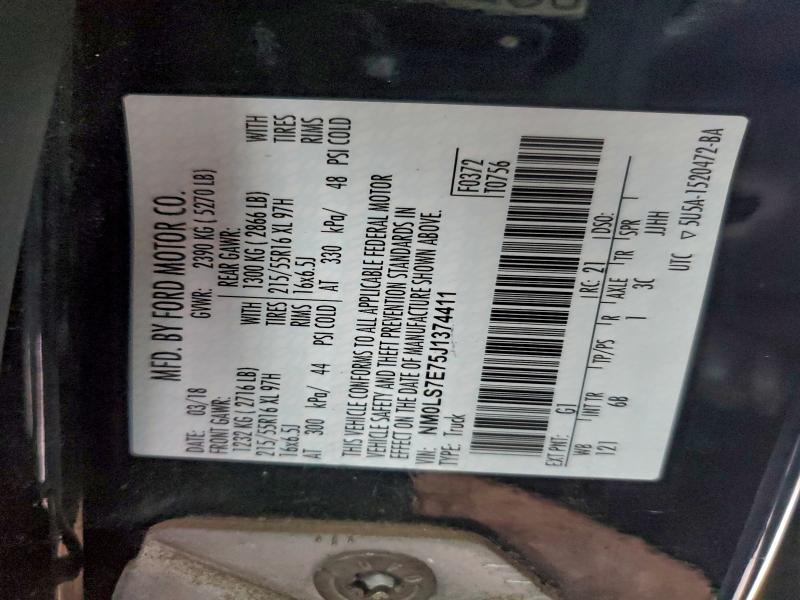 MFD. BY FORD MOTOR CO.
DATE: 03/18 GVWR: 2390 KG ( 5270 LB)
FRONT GAWR: REAR GAWR:
1232 KG ( 2716 LB) WITH 1300 KG ( 2866 LB) WITH
215/55R16 XL 97H TIRES 215/55R16 XL 97H TIRES
16x6.5J RIMS 16x6.5J RIMS
AT 300 kPa/ 44 PSI COLD AT 330 kPa/ 48 PSI COLD
THIS VEHICLE CONFORMS TO ALL APPLICABLE FEDERAL MOTOR
VEHICLE SAFETY AND THEFT PREVENTION STANDARDS IN
EFFECT ON THE DATE OF MANUFACTURE SHOWN ABOVE.
VIN: NM0LS7E75J1374411
TYPE: Truck
F0372
T0756
EXT PNT: G1 RC: 21 DSO:
WB INT TR TP/PS R AXLE TR SPR
121 6B 1 3C JJHH
UTC ▽ 5U5A-1520472-BA